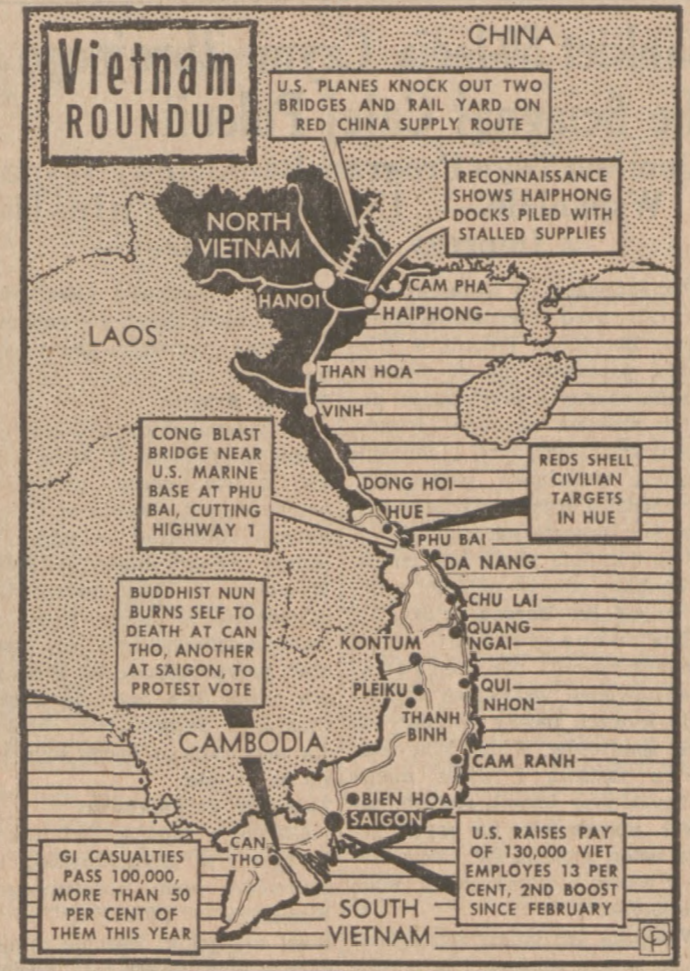 Vietnam
ROUNDUP
CHINA
U.S. PLANES KNOCK OUT TWO
BRIDGES AND RAIL YARD ON
RED CHINA SUPPLY ROUTE
RECONNAISSANCE
SHOWS HAIPHONG
DOCKS PILED WITH
STALLED SUPPLIES
NORTH
VIETNAM
CAM PHA
HANOI
HAIPHONG
LAOS
THAN HOA
VINH
CONG BLAST
BRIDGE NEAR
U.S. MARINE
BASE AT PHU
BAI, CUTTING
HIGHWAY 1
REDS SHELL
CIVILIAN
TARGETS
IN HUE
DONG HOI
HUE
PHU BAI
DA NANG
BUDDHIST NUN
BURNS SELF TO
DEATH AT CAN
THO, ANOTHER
AT SAIGON, TO
PROTEST VOTE
CHU LAI
QUANG
NGAI
KONTUM
PLEIKU
QUI
NHON
THANH
BINH
CAMBODIA
CAM RANH
BIEN HOA
SAIGON
CAN
THO
GI CASUALTIES
PASS 100,000,
MORE THAN 50
PER CENT OF
THEM THIS YEAR
U.S. RAISES PAY
OF 130,000 VIET
EMPLOYES 13 PER
CENT, 2ND BOOST
SINCE FEBRUARY
SOUTH
VIETNAM
CP